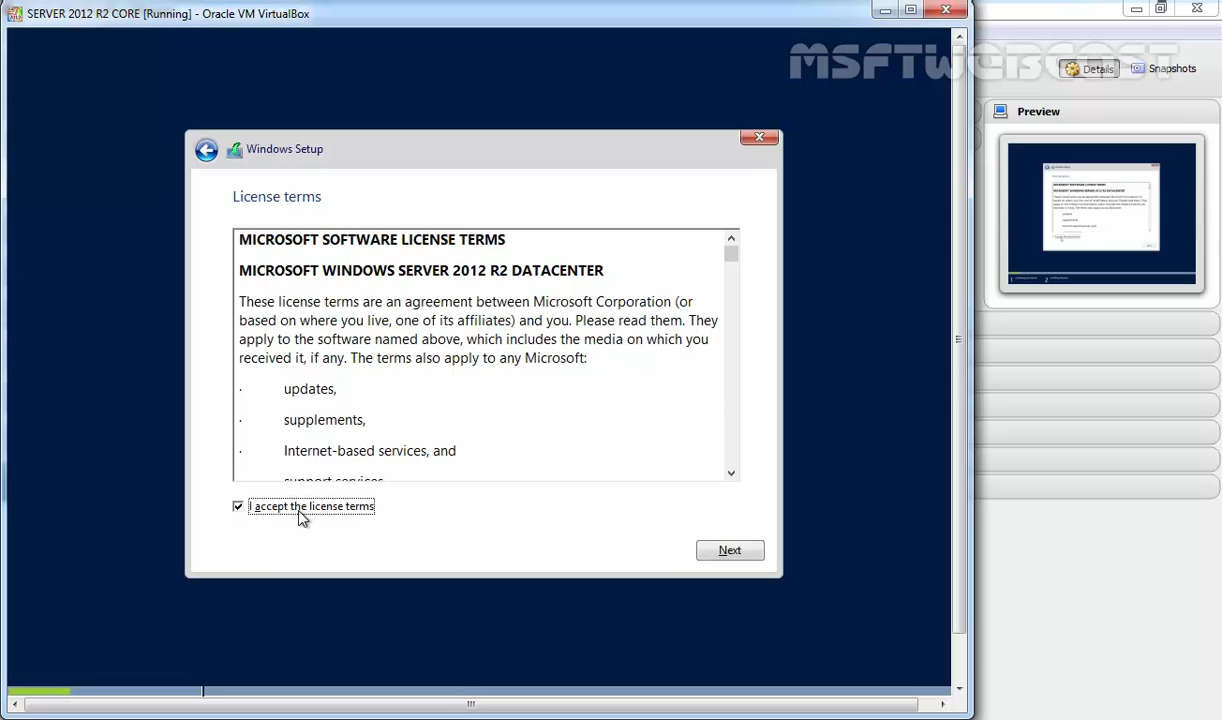 SERVER 2012 R2 CORE [Running] - Oracle VM VirtualBox
MSFTWEBCAST
Details
Snapshots
Preview
Windows Setup
License terms
MICROSOFT SOFTWARE LICENSE TERMS
MICROSOFT WINDOWS SERVER 2012 R2 DATACENTER
These license terms are an agreement between Microsoft Corporation (or
based on where you live, one of its affiliates) and you. Please read them. They
apply to the software named above, which includes the media on which you
received it, if any. The terms also apply to any Microsoft:
· updates,
· supplements,
· Internet-based services, and
support services
I accept the license terms
Next